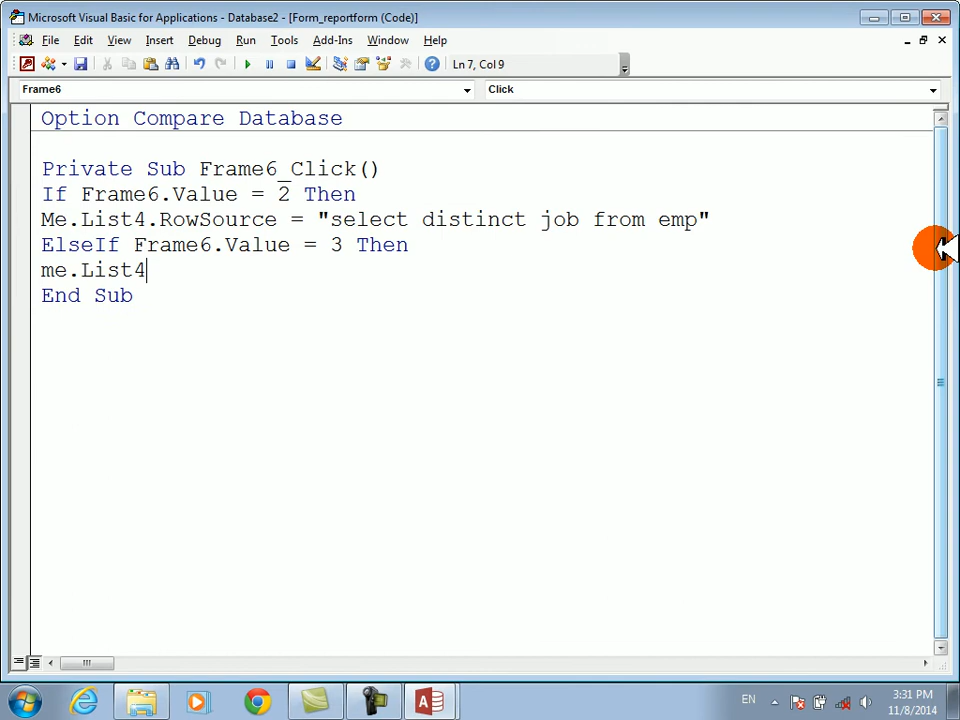 Microsoft Visual Basic for Applications - Database2 - [Form_reportform (Code)]
File Edit View Insert Debug Run Tools Add-Ins Window Help
Ln 7, Col 9
Frame6 Click
Option Compare Database
Private Sub Frame6_Click()
If Frame6.Value = 2 Then
Me.List4.RowSource = "select distinct job from emp"
ElseIf Frame6.Value = 3 Then
me.List4
End Sub
EN
3:31 PM
11/8/2014